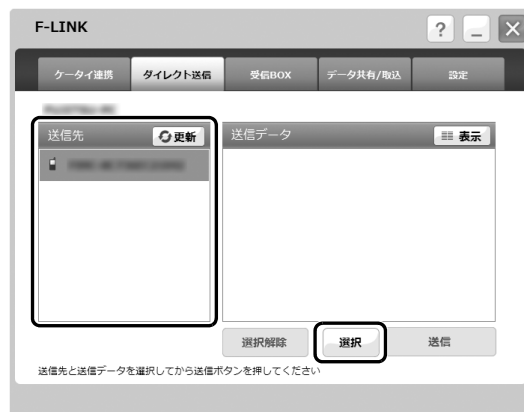 F-LINK
?
ケータイ連携 ダイレクト送信 受信BOX データ共有/取込 設定
送信先 更新 送信データ 表示
選択解除 選択 送信
送信先と送信データを選択してから送信ボタンを押してください